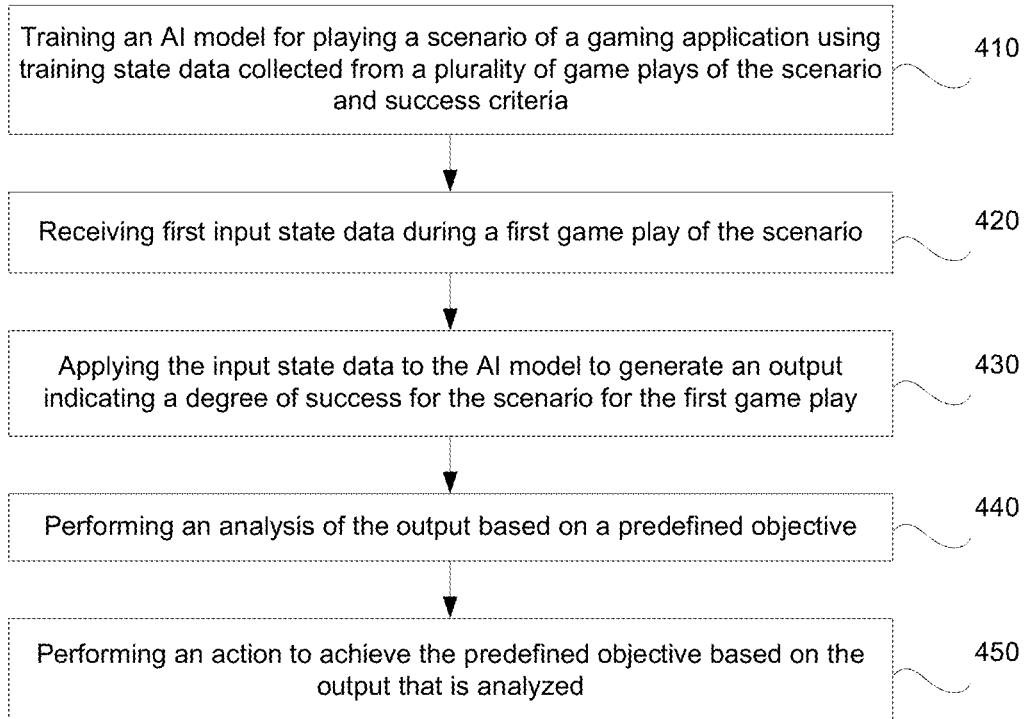 Training an AI model for playing a scenario of a gaming application using
training state data collected from a plurality of game plays of the scenario
and success criteria
410
Receiving first input state data during a first game play of the scenario
420
Applying the input state data to the AI model to generate an output
indicating a degree of success for the scenario for the first game play
430
Performing an analysis of the output based on a predefined objective
440
Performing an action to achieve the predefined objective based on the
output that is analyzed
450